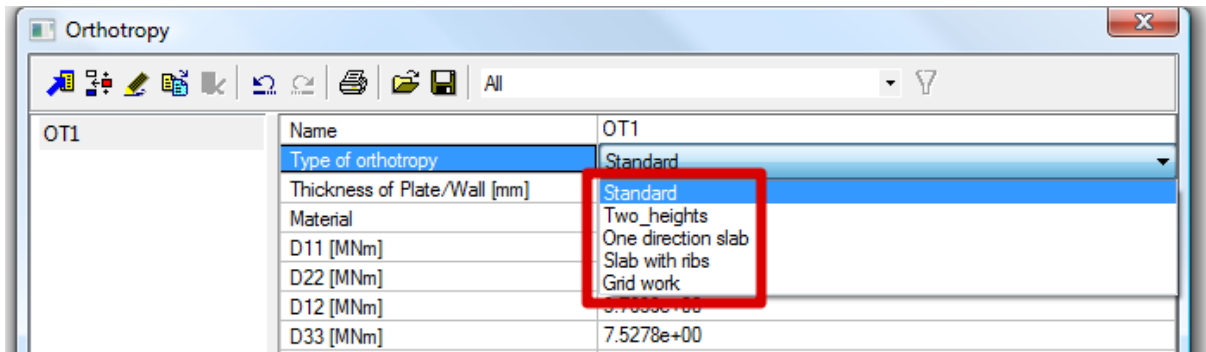 Orthotropy
All
OT1
Name OT1
Type of orthotropy Standard
Thickness of Plate/Wall [mm] Standard
Material Two_heights
D11 [MNm] One direction slab
Slab with ribs
D22 [MNm] Grid work
D12 [MNm]
D33 [MNm] 7.5278e+00